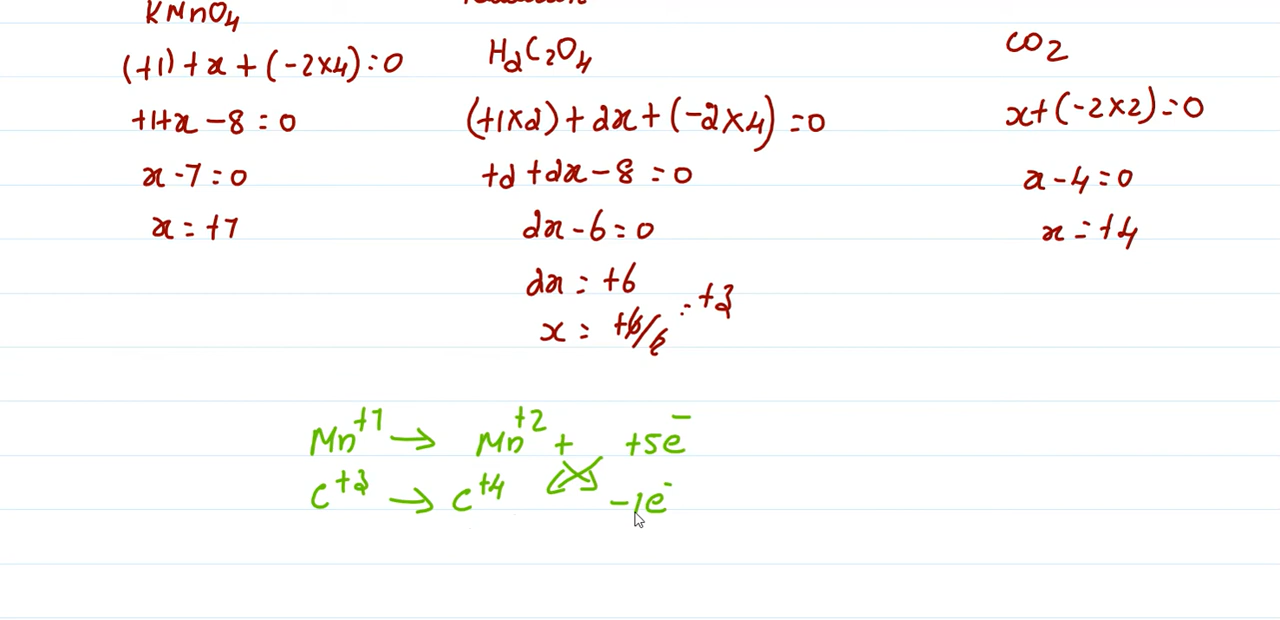 KMnO4
(+1)+x+(-2×4)=0
+1+x-8=0
x-7=0
x=+7
H2C2O4
(+1×2)+2x+(-2×4)=0
+2+2x-8=0
2x-6=0
2x=+6
x=+6/2=+3
CO2
x+(-2×2)=0
x-4=0
x=+4
Mn+7→Mn+2+ +5e-
C+3→C+4 -1e-